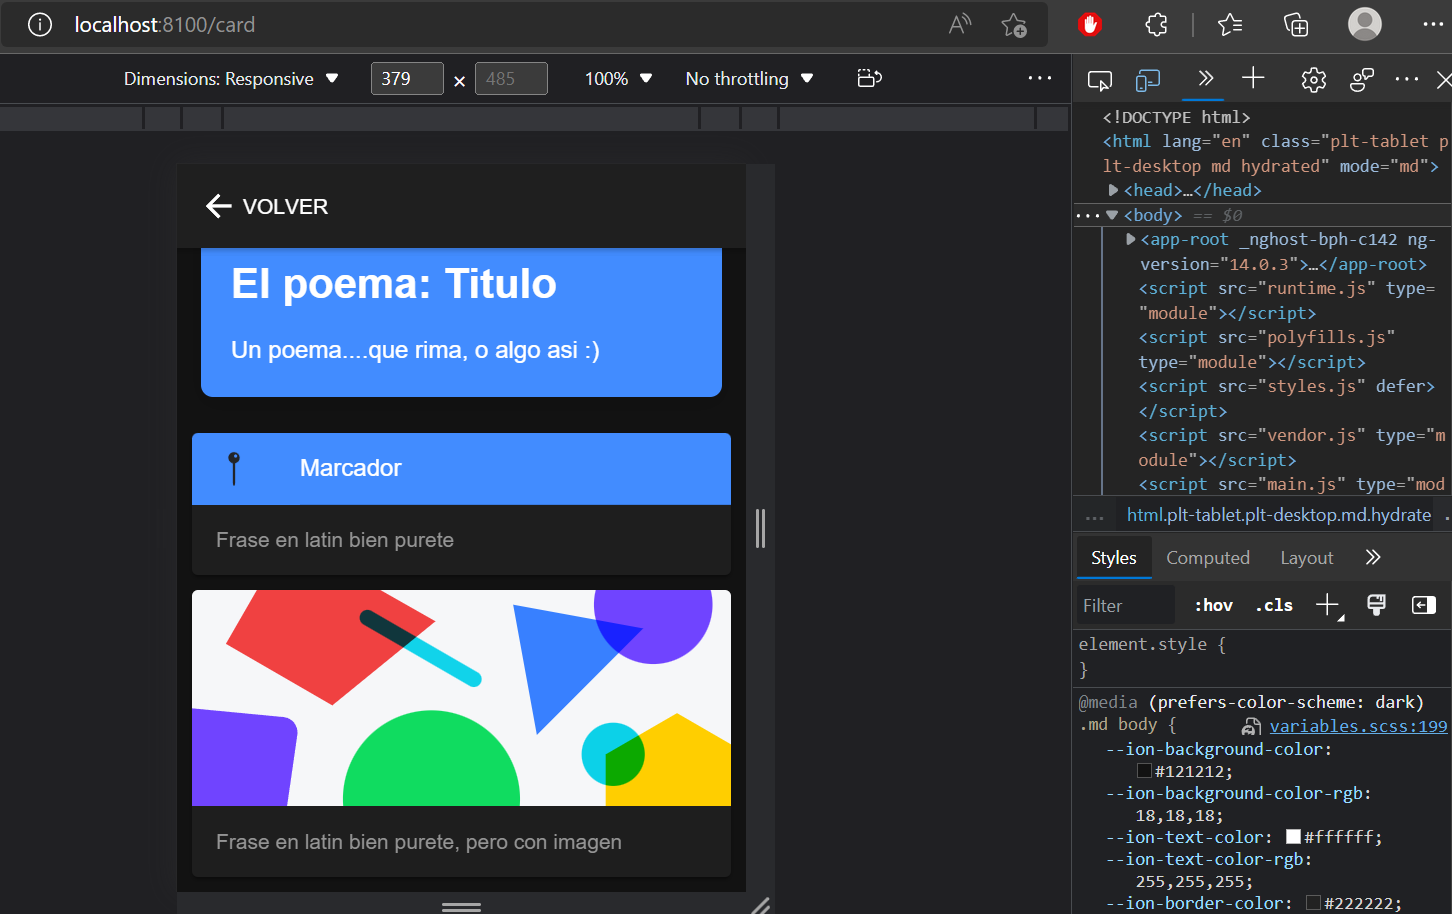 localhost:8100/card
Dimensions: Responsive
379
×
485
100%
No throttling
VOLVER
El poema: Titulo
Un poema....que rima, o algo asi :)
Marcador
Frase en latin bien purete
Frase en latin bien purete, pero con imagen
<!DOCTYPE html>
<html lang="en" class="plt-tablet p
lt-desktop md hydrated" mode="md">
<head>…</head>
<body> == $0
<app-root _nghost-bph-c142 ng-
version="14.0.3">…</app-root>
<script src="runtime.js" type=
"module"></script>
<script src="polyfills.js"
type="module"></script>
<script src="styles.js" defer>
</script>
<script src="vendor.js" type="m
odule"></script>
<script src="main.js" type="mod
... html.plt-tablet.plt-desktop.md.hydrate .
Styles
Computed
Layout
Filter
:hov
.cls
element.style {
}
@media (prefers-color-scheme: dark)
.md body {
variables.scss:199
--ion-background-color:
#121212;
--ion-background-color-rgb:
18,18,18;
--ion-text-color: #ffffff;
--ion-text-color-rgb:
255,255,255;
--ion-border-color: #222222;